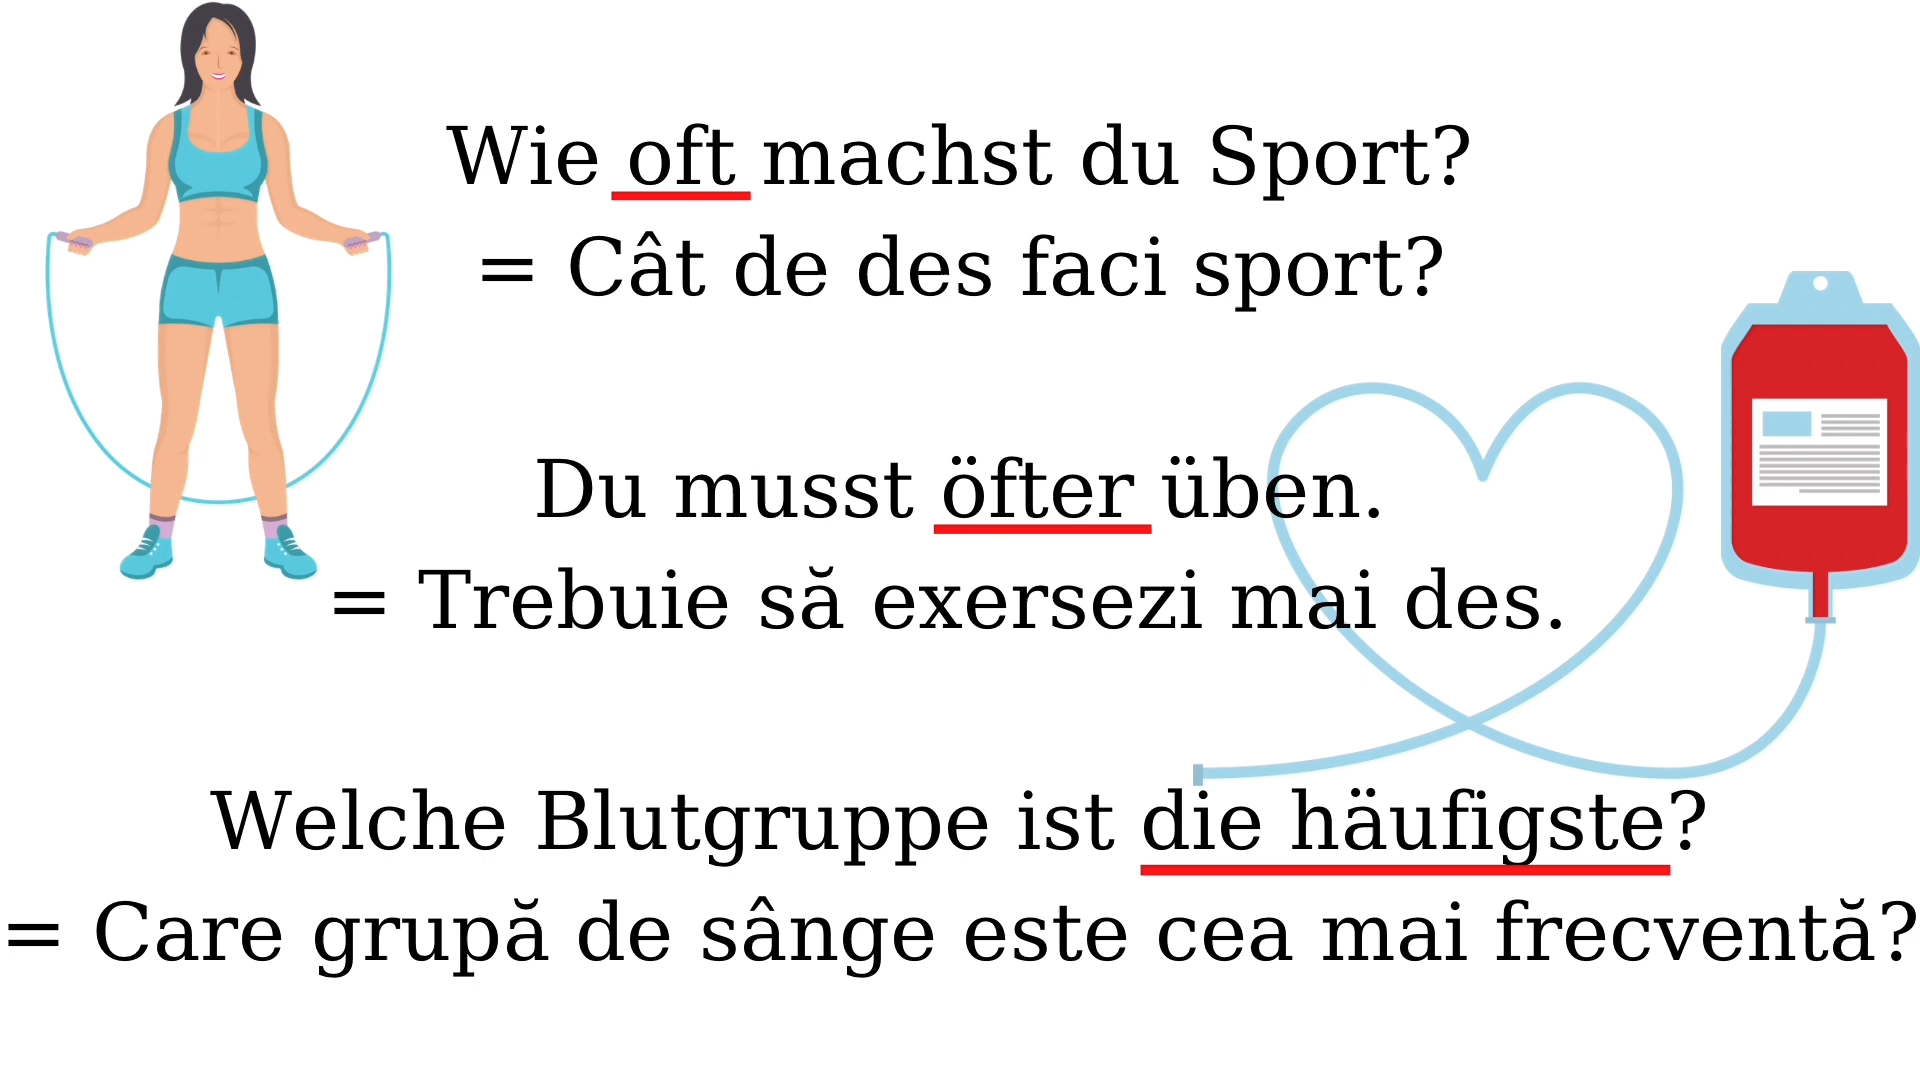 Wie oft machst du Sport?
= Cât de des faci sport?
Du musst öfter üben.
= Trebuie să exersezi mai des.
Welche Blutgruppe ist die häufigste?
= Care grupă de sânge este cea mai frecventă?